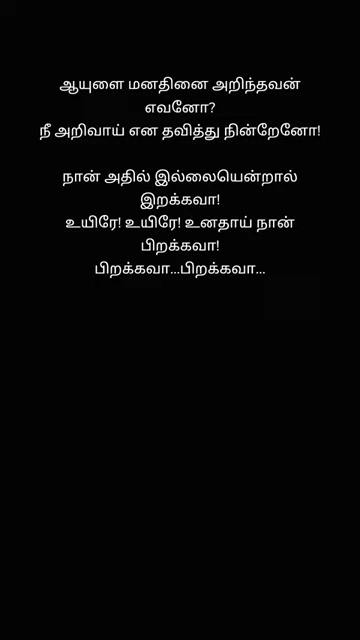 ஆயுளை மனதினை அறிந்தவன்
எவனோ?
நீ அறிவாய் என தவித்து நின்றேனோ!
நான் அதில் இல்லையென்றால்
இறக்கவா!
உயிரே! உயிரே! உனதாய் நான்
பிறக்கவா!
பிறக்கவா...பிறக்கவா...